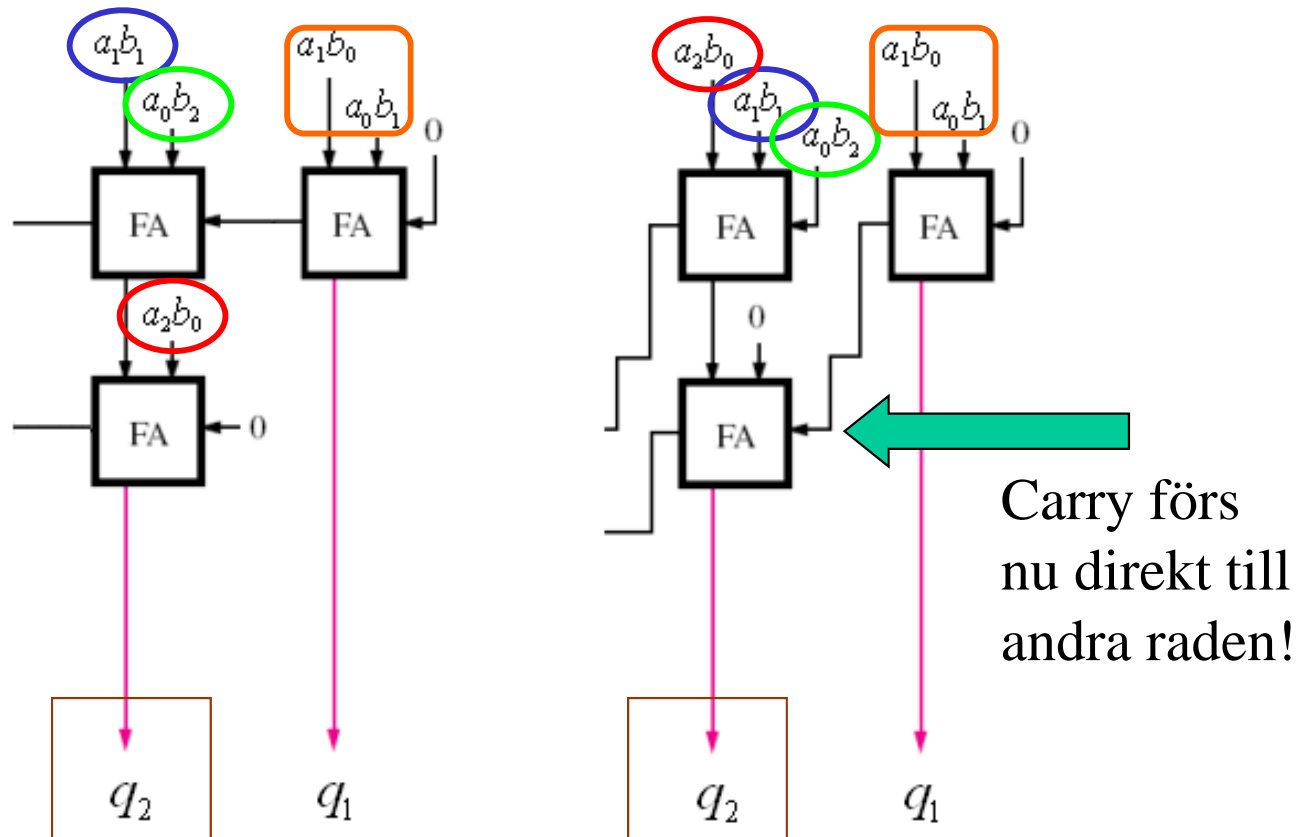 a₁b₁ a₁b₀ a₂b₀ a₁b₀
a₀b₂ a₀b₁ 0 a₁b₁ a₀b₂ a₀b₁ 0
FA FA FA FA
a₂b₀ 0
FA 0 FA
Carry förs
nu direkt till
andra raden!
q₂ q₁ q₂ q₁